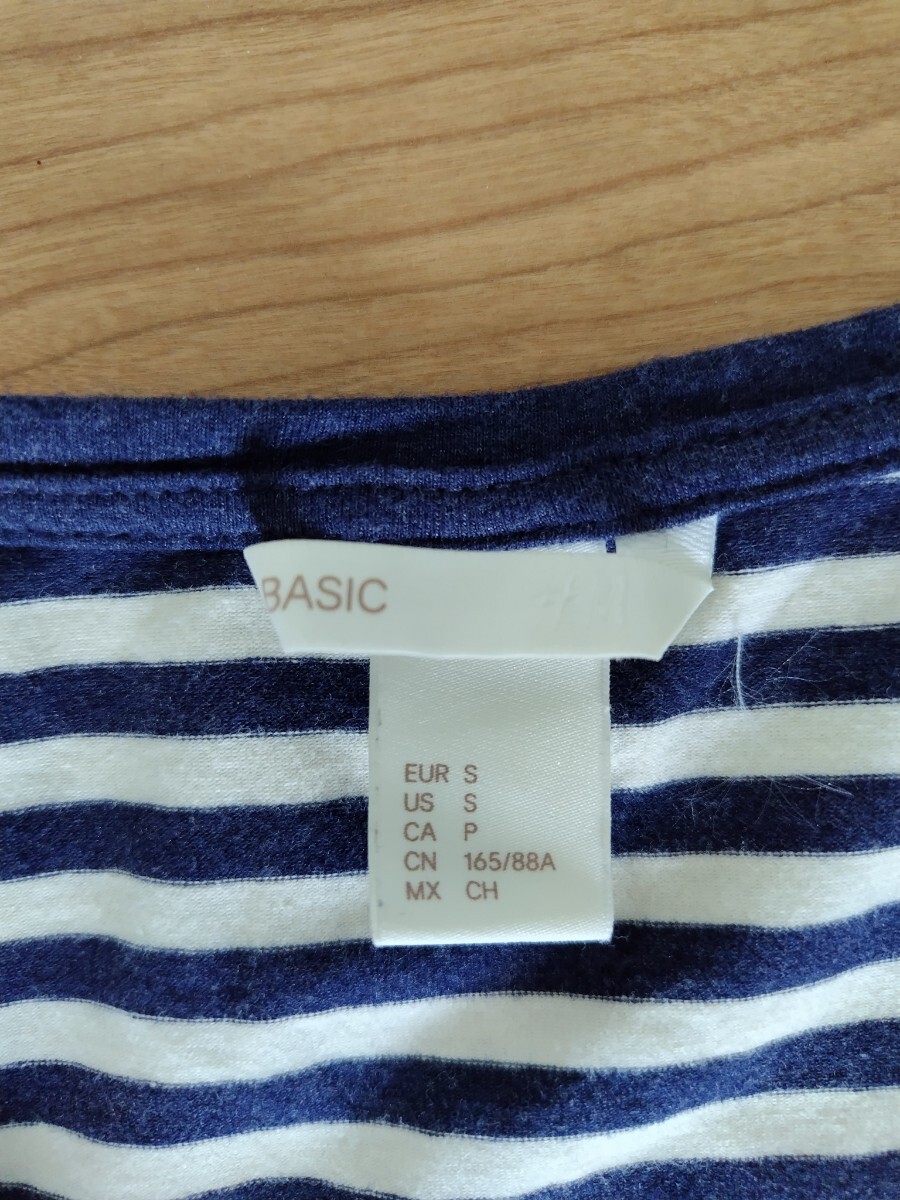 BASIC
EUR S
US S
CA P
CN 165/88A
MX CH